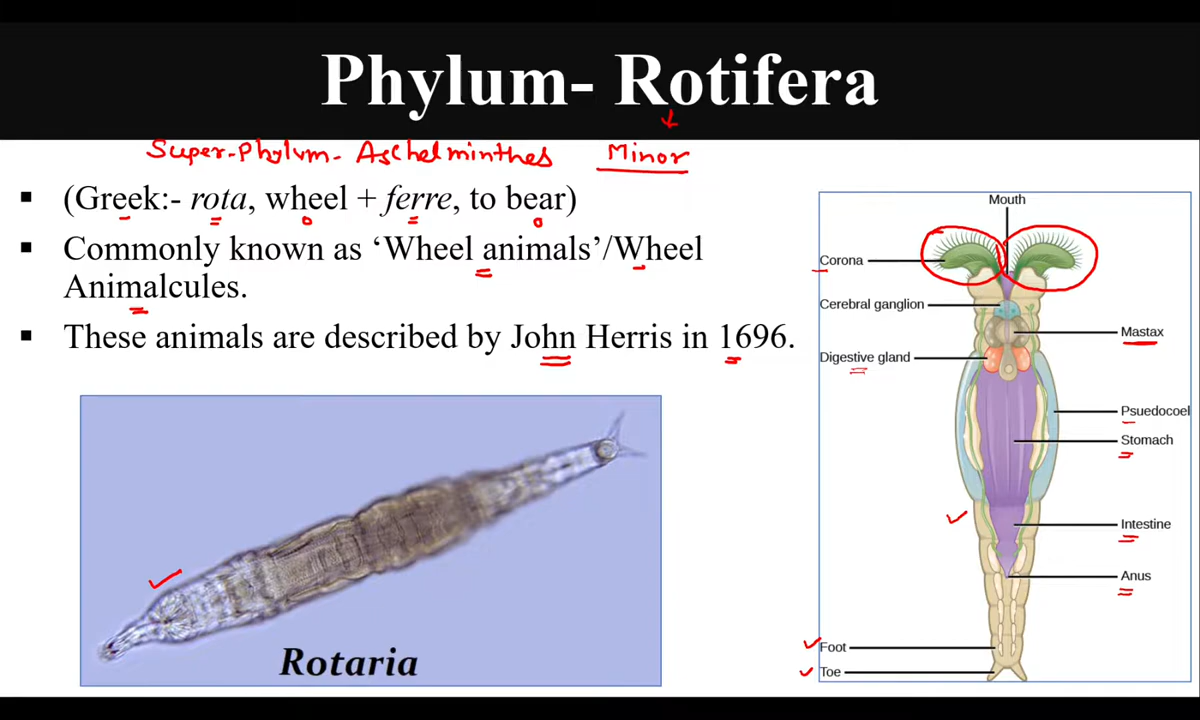 Phylum- Rotifera
Super-Phylum- Aschelminthes Minor
▪ (Greek:- rota, wheel + ferre, to bear)
▪ Commonly known as ‘Wheel animals’/Wheel
Animalcules.
▪ These animals are described by John Herris in 1696.
Rotaria
Mouth
Corona
Cerebral ganglion
Mastax
Digestive gland
Psuedocoel
Stomach
Intestine
Anus
Foot
Toe